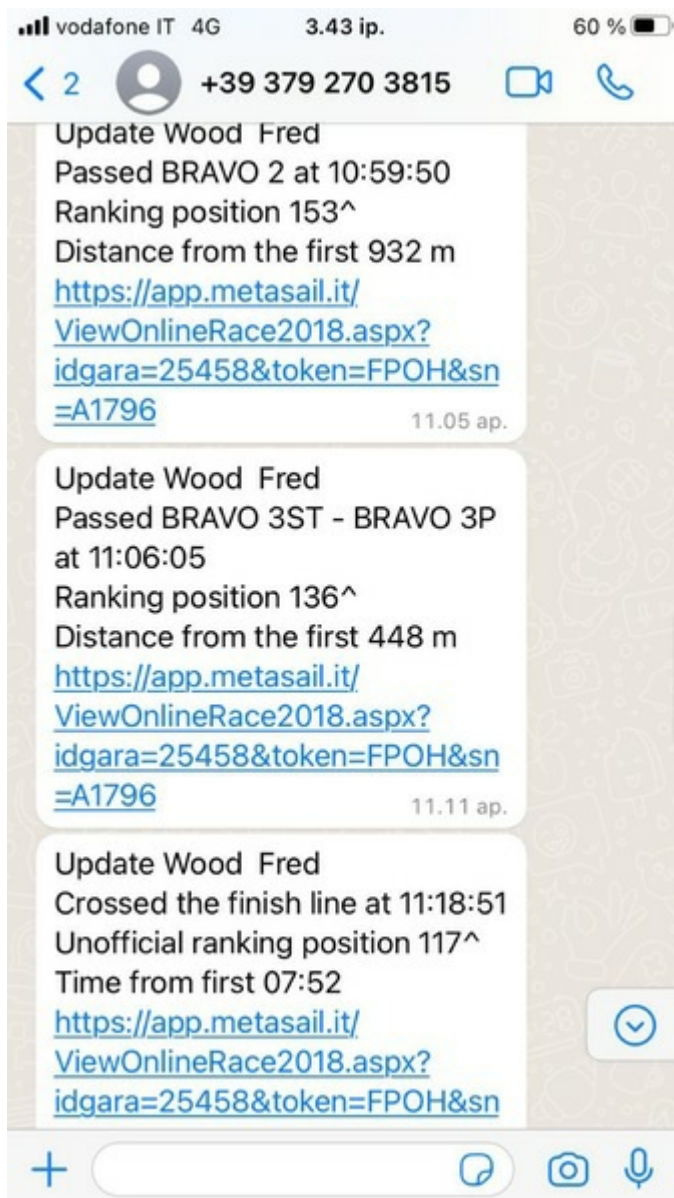 vodafone IT 4G 3.43 ip. 60 %
2 +39 379 270 3815
Update Wood Fred
Passed BRAVO 2 at 10:59:50
Ranking position 153^
Distance from the first 932 m
https://app.metasail.it/
ViewOnlineRace2018.aspx?
idgara=25458&token=FPOH&sn
=A1796
11.05 ap.
Update Wood Fred
Passed BRAVO 3ST - BRAVO 3P
at 11:06:05
Ranking position 136^
Distance from the first 448 m
https://app.metasail.it/
ViewOnlineRace2018.aspx?
idgara=25458&token=FPOH&sn
=A1796
11.11 ap.
Update Wood Fred
Crossed the finish line at 11:18:51
Unofficial ranking position 117^
Time from first 07:52
https://app.metasail.it/
ViewOnlineRace2018.aspx?
idgara=25458&token=FPOH&sn